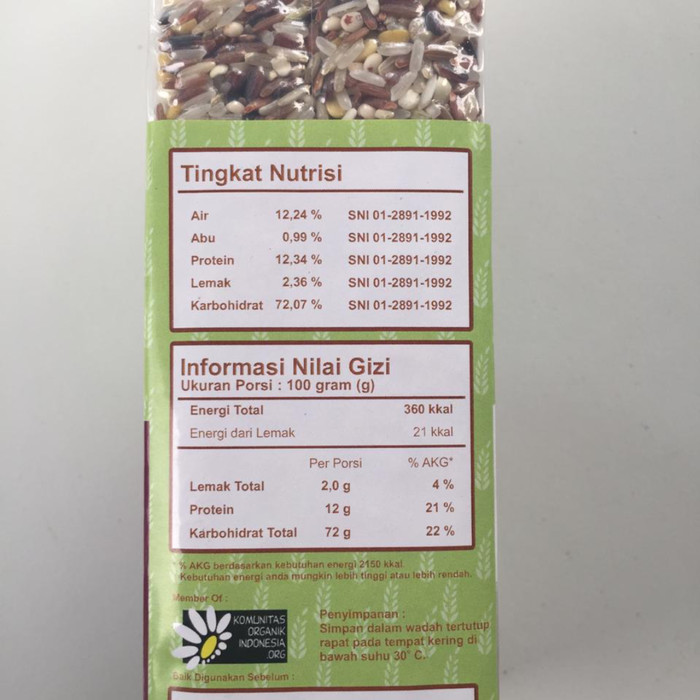 Tingkat Nutrisi
Air 12,24 % SNI 01-2891-1992
Abu 0,99 % SNI 01-2891-1992
Protein 12,34 % SNI 01-2891-1992
Lemak 2,36 % SNI 01-2891-1992
Karbohidrat 72,07 % SNI 01-2891-1992
Informasi Nilai Gizi
Ukuran Porsi : 100 gram (g)
Energi Total 360 kkal
Energi dari Lemak 21 kkal
Per Porsi % AKG*
Lemak Total 2,0 g 4 %
Protein 12 g 21 %
Karbohidrat Total 72 g 22 %
% AKG berdasarkan kebutuhan energi 2150 kkal
Kebutuhan energi anda mungkin lebih tinggi atau lebih rendah.
Member Of :
KOMUNITAS
ORGANIK
INDONESIA
.ORG
Penyimpanan :
Simpan dalam wadah tertutup
rapat pada tempat kering di
bawah suhu 30° C.
Baik Digunakan Sebelum :